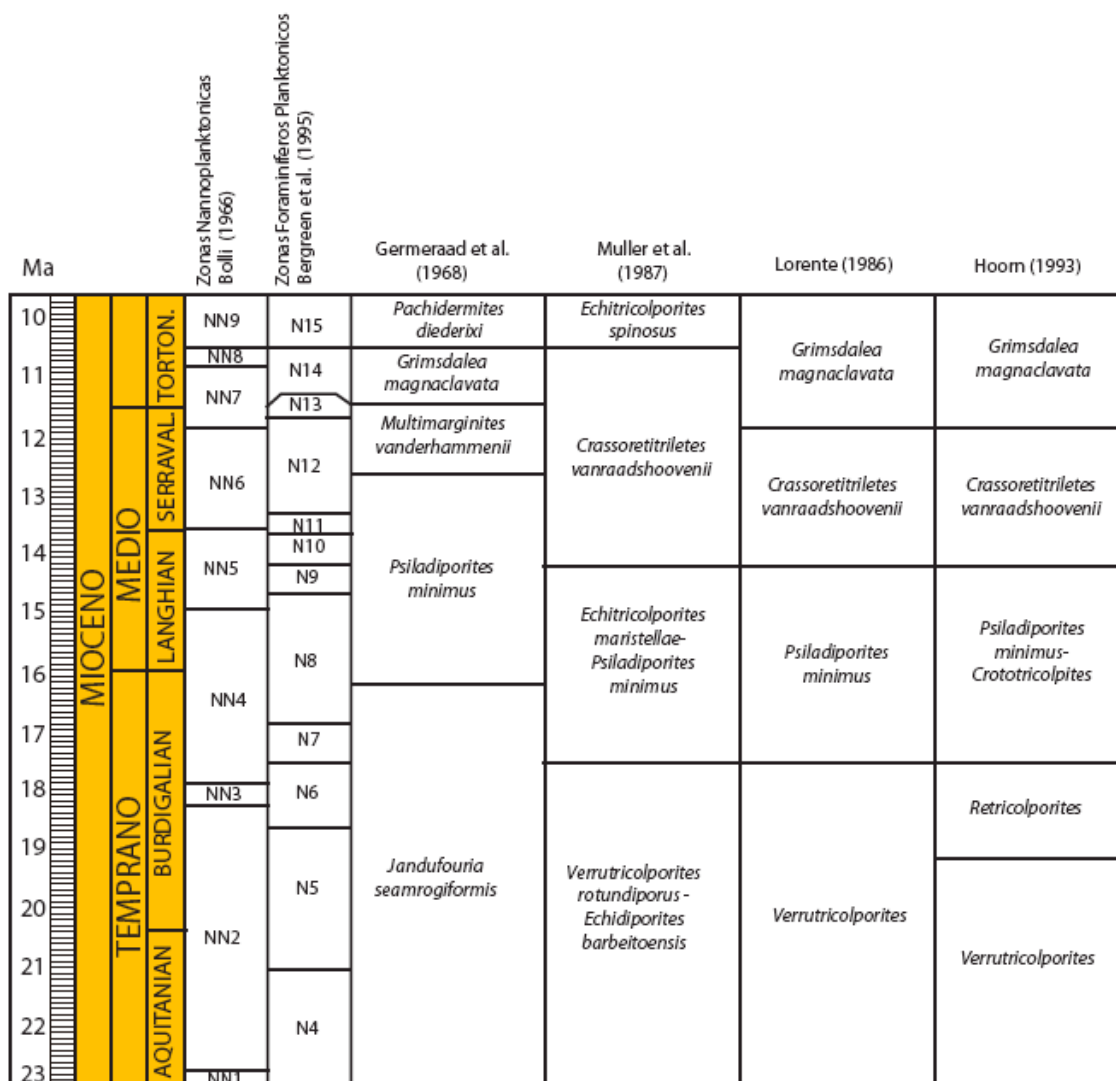 Zonas Nannoplanktonicas
Bolli (1966)
Zonas Foraminíferos Planktonicos
Bergreen et al. (1995)
Germeraad et al.
(1968)
Muller et al.
(1987)
Lorente (1986)
Hoorn (1993)
Ma
10
11
12
13
14
15
16
17
18
19
20
21
22
23
MIOCENO
MEDIO
TEMPRANO
TORTON.
SERRAVAL.
LANGHIAN
BURDIGALIAN
AQUITANIAN
NN9
NN8
NN7
NN6
NN5
NN4
NN3
NN2
NN1
N15
N14
N13
N12
N11
N10
N9
N8
N7
N6
N5
N4
Pachidermites
diederixi
Grimsdalea
magnaclavata
Multimarginites
vanderhammenii
Psiladiporites
minimus
Jandufouria
seamrogiformis
Echitricolporites
spinosus
Crassoretitriletes
vanraadshoovenii
Echitricolporites
maristellae-
Psiladiporites
minimus
Verrutricolporites
rotundiporus -
Echidiporites
barbeitoensis
Grimsdalea
magnaclavata
Crassoretitriletes
vanraadshoovenii
Psiladiporites
minimus
Verrutricolporites
Grimsdalea
magnaclavata
Crassoretitriletes
vanraadshoovenii
Psiladiporites
minimus-
Crototricolpites
Retricolporites
Verrutricolporites